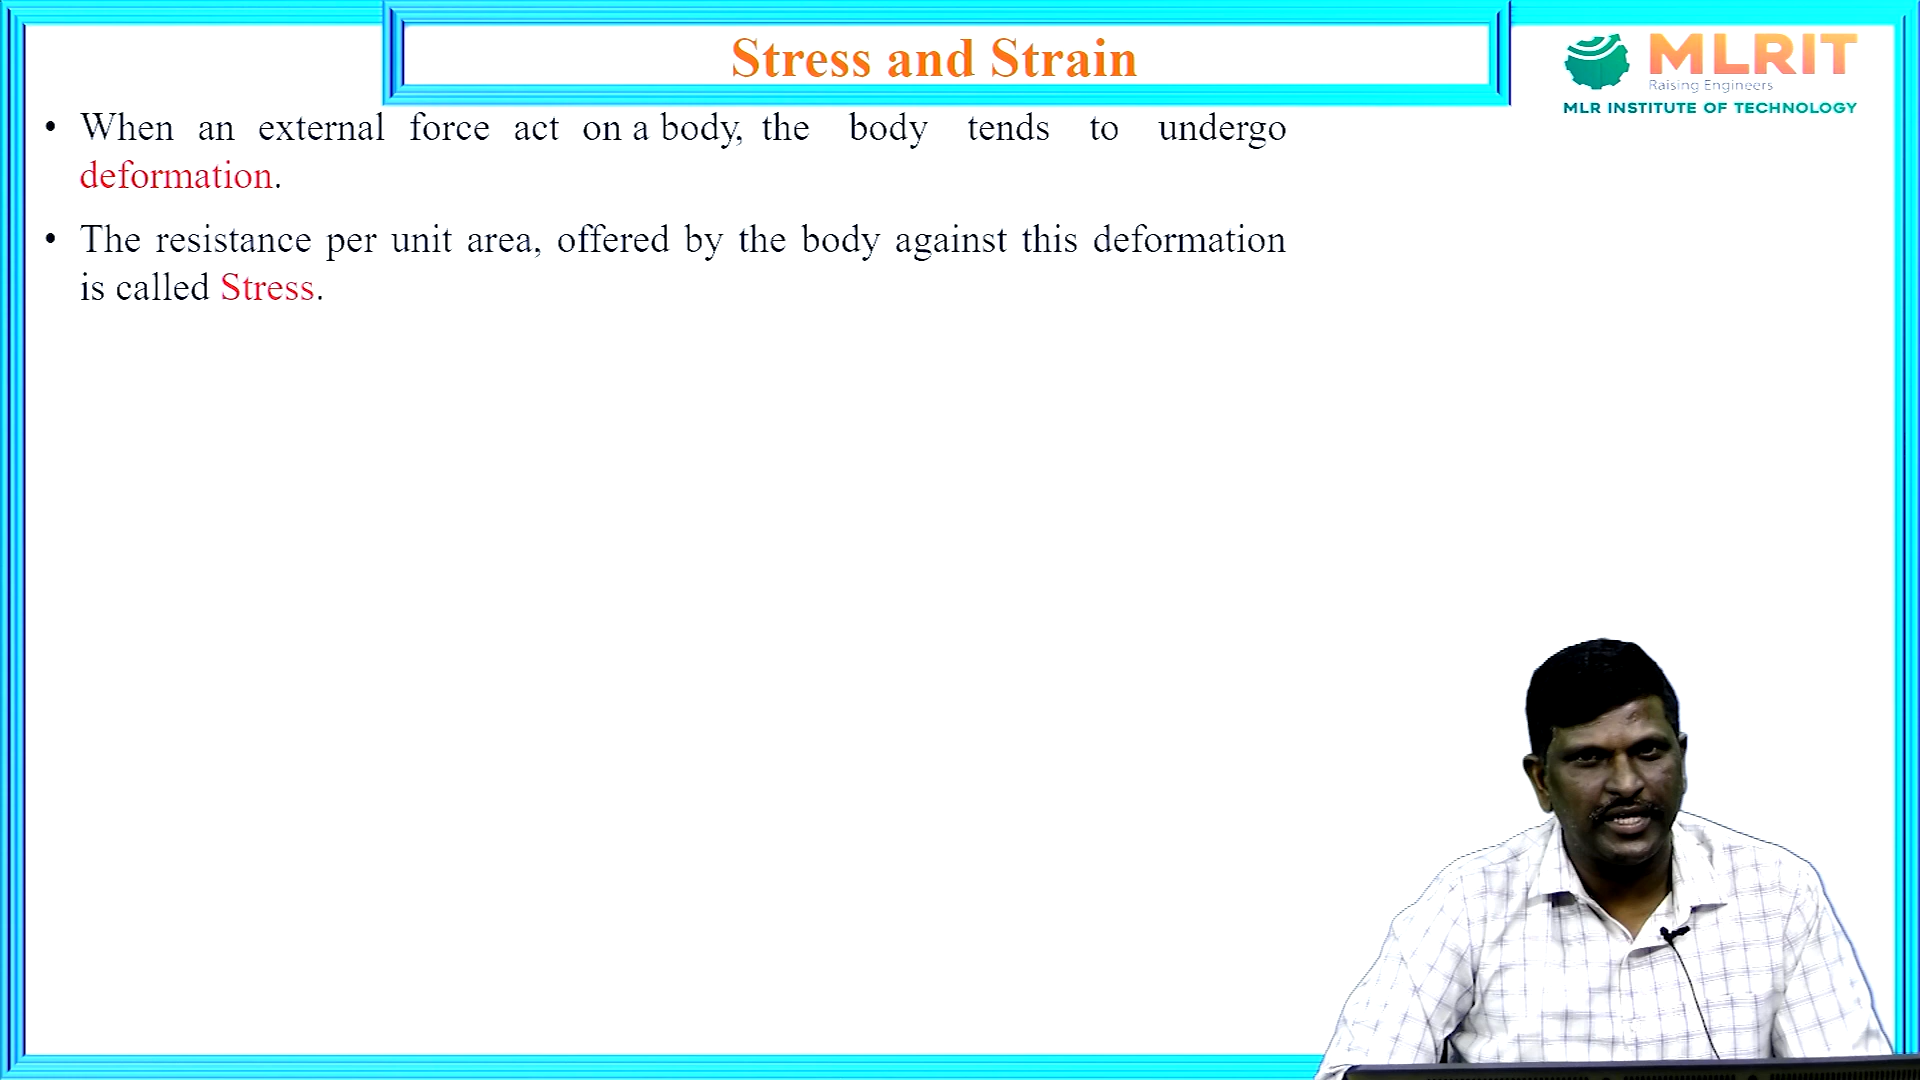 Stress and Strain
MLRIT
Raising Engineers
MLR INSTITUTE OF TECHNOLOGY
• When an external force act on a body, the body tends to undergo
deformation.
• The resistance per unit area, offered by the body against this deformation
is called Stress.